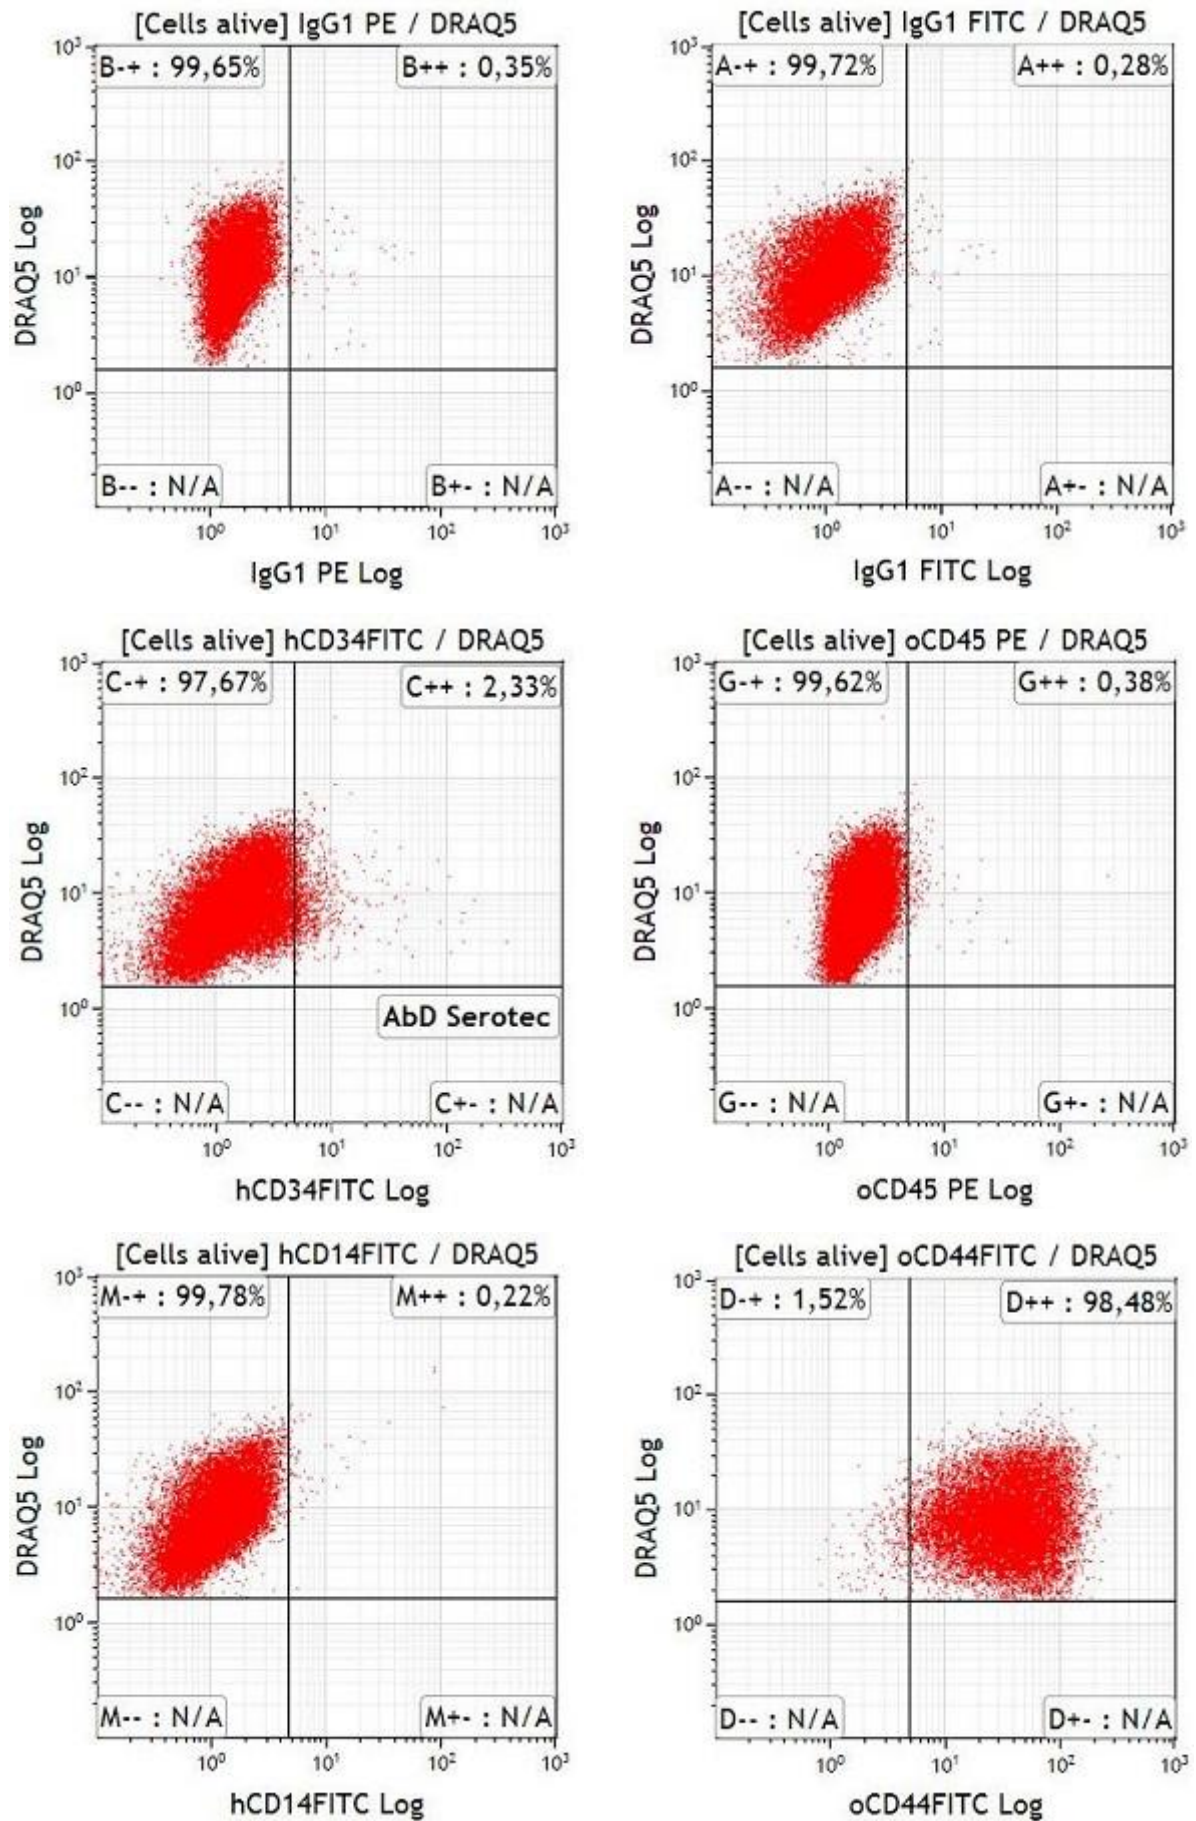 [Cells alive] IgG1 PE / DRAQ5
10³
B-+ : 99,65%
B++ : 0,35%
10²
DRAQ5 Log
10¹
10⁰
B-- : N/A
B+- : N/A
10⁰ 10¹ 10² 10³
IgG1 PE Log
[Cells alive] IgG1 FITC / DRAQ5
10³
A-+ : 99,72%
A++ : 0,28%
10²
DRAQ5 Log
10¹
10⁰
A-- : N/A
A+- : N/A
10⁰ 10¹ 10² 10³
IgG1 FITC Log
[Cells alive] hCD34FITC / DRAQ5
10³
C-+ : 97,67%
C++ : 2,33%
10²
DRAQ5 Log
10¹
10⁰
AbD Serotec
C-- : N/A
C+- : N/A
10⁰ 10¹ 10² 10³
hCD34FITC Log
[Cells alive] oCD45 PE / DRAQ5
10³
G-+ : 99,62%
G++ : 0,38%
10²
DRAQ5 Log
10¹
10⁰
G-- : N/A
G+- : N/A
10⁰ 10¹ 10² 10³
oCD45 PE Log
[Cells alive] hCD14FITC / DRAQ5
10³
M-+ : 99,78%
M++ : 0,22%
10²
DRAQ5 Log
10¹
10⁰
M-- : N/A
M+- : N/A
10⁰ 10¹ 10² 10³
hCD14FITC Log
[Cells alive] oCD44FITC / DRAQ5
10³
D-+ : 1,52%
D++ : 98,48%
10²
DRAQ5 Log
10¹
10⁰
D-- : N/A
D+- : N/A
10⁰ 10¹ 10² 10³
oCD44FITC Log